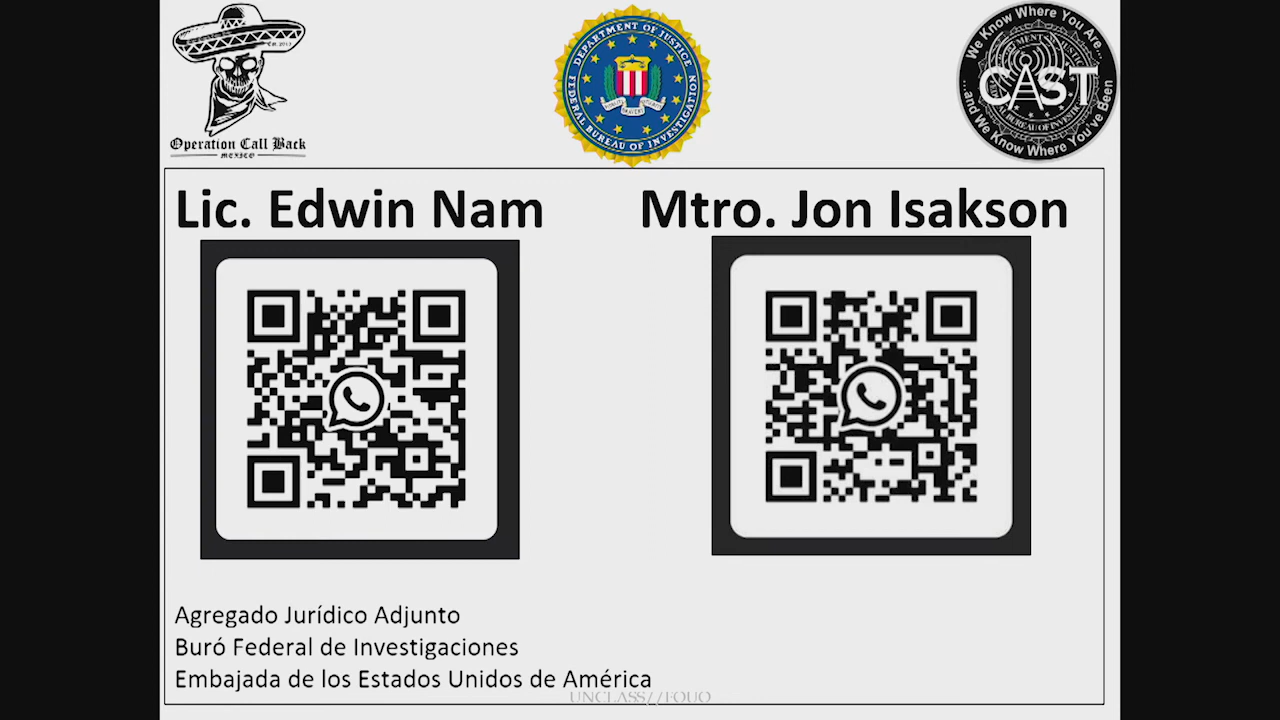 EST. 2013
Operation Call Back
MEXICO
DEPARTMENT OF JUSTICE
FEDERAL BUREAU OF INVESTIGATION
We Know Where You Are...
CAST
...and We Know Where You've Been
Lic. Edwin Nam
Mtro. Jon Isakson
Agregado Jurídico Adjunto
Buró Federal de Investigaciones
Embajada de los Estados Unidos de América
UNCLASS//FOUO